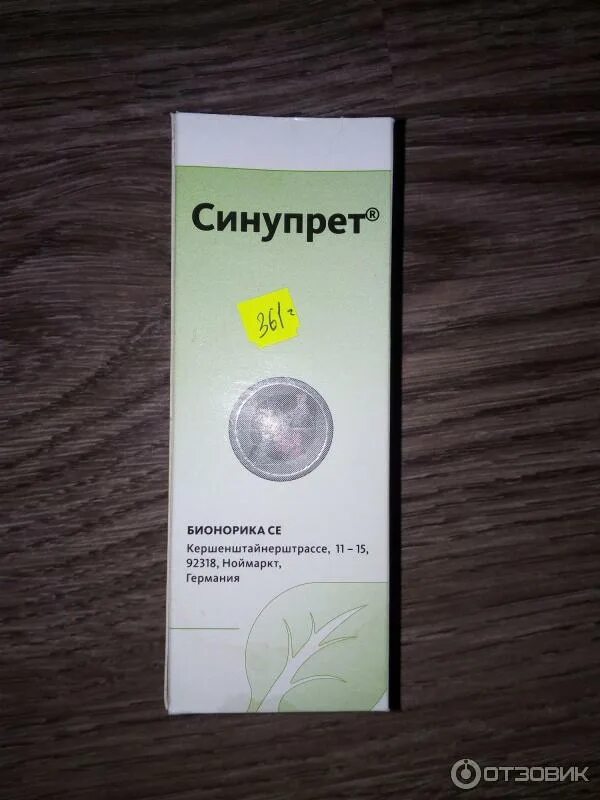 Синупрет®
361=
БИОНОРИКА СЕ
Кершенштайнерштрассе, 11 – 15,
92318, Ноймаркт,
Германия
ОТЗОВИК